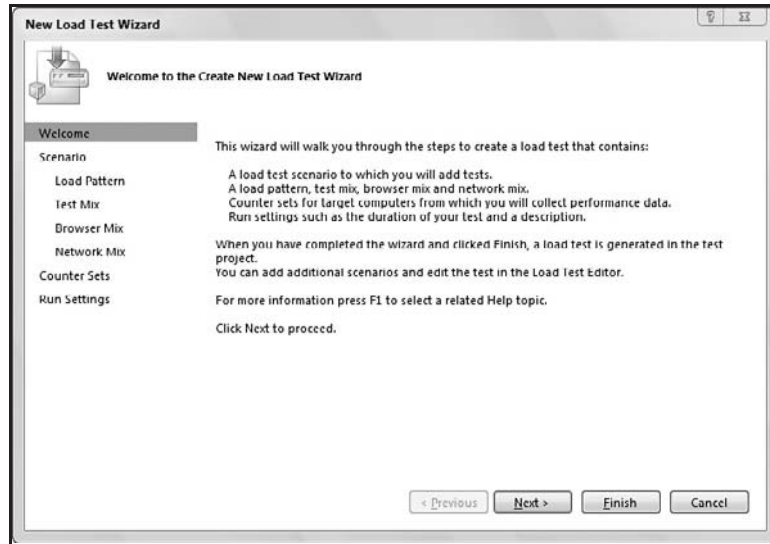 New Load Test Wizard
Welcome to the Create New Load Test Wizard
Welcome
Scenario
Load Pattern
Test Mix
Browser Mix
Network Mix
Counter Sets
Run Settings
This wizard will walk you through the steps to create a load test that contains:
A load test scenario to which you will add tests.
A load pattern, test mix, browser mix and network mix.
Counter sets for target computers from which you will collect performance data.
Run settings such as the duration of your test and a description.
When you have completed the wizard and clicked Finish, a load test is generated in the test
project.
You can add additional scenarios and edit the test in the Load Test Editor.
For more information press F1 to select a related Help topic.
Click Next to proceed.
< Previous Next > Finish Cancel